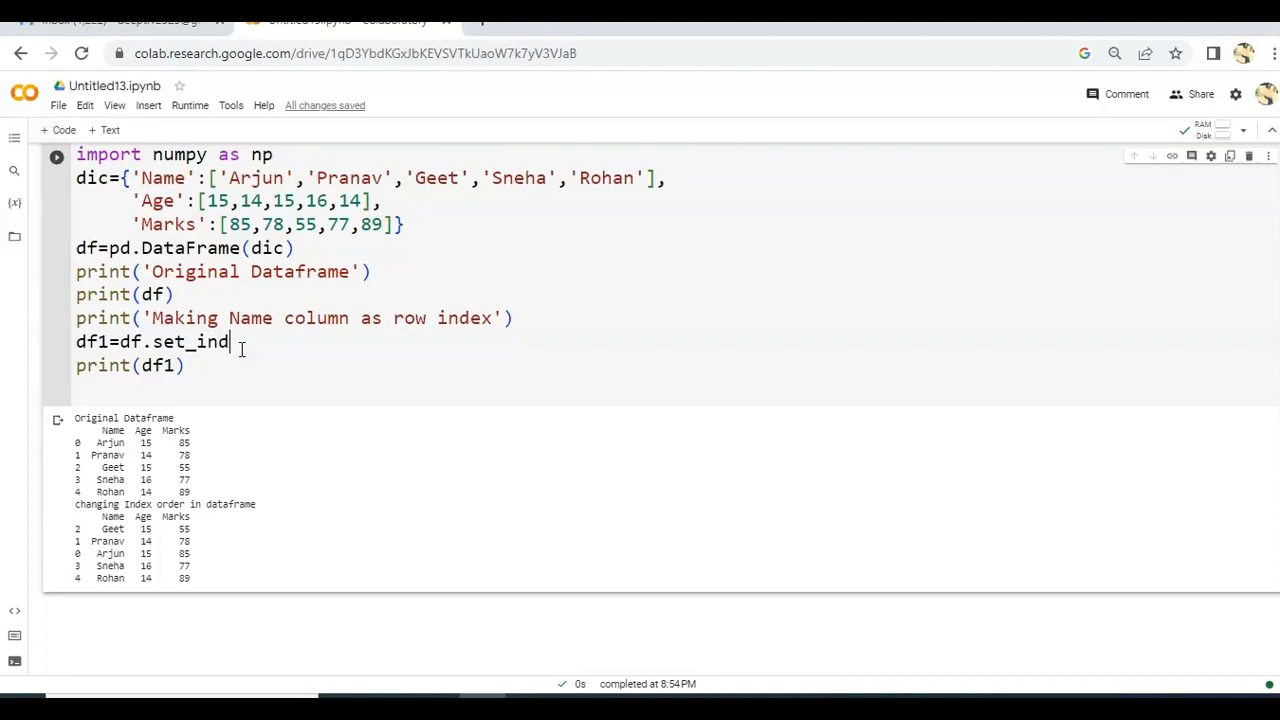 colab.research.google.com/drive/1qD3YbdKGxJbKEVSVTkUaoW7k7yV3VJaB
Untitled13.ipynb
File Edit View Insert Runtime Tools Help All changes saved
Comment Share
+ Code + Text
RAM
Disk
import numpy as np
dic={'Name':['Arjun','Pranav','Geet','Sneha','Rohan'],
'Age':[15,14,15,16,14],
'Marks':[85,78,55,77,89]}
df=pd.DataFrame(dic)
print('Original Dataframe')
print(df)
print('Making Name column as row index')
df1=df.set_ind
print(df1)
Original Dataframe
Name Age Marks
0 Arjun 15 85
1 Pranav 14 78
2 Geet 15 55
3 Sneha 16 77
4 Rohan 14 89
changing Index order in dataframe
Name Age Marks
2 Geet 15 55
1 Pranav 14 78
0 Arjun 15 85
3 Sneha 16 77
4 Rohan 14 89
0s completed at 8:54 PM